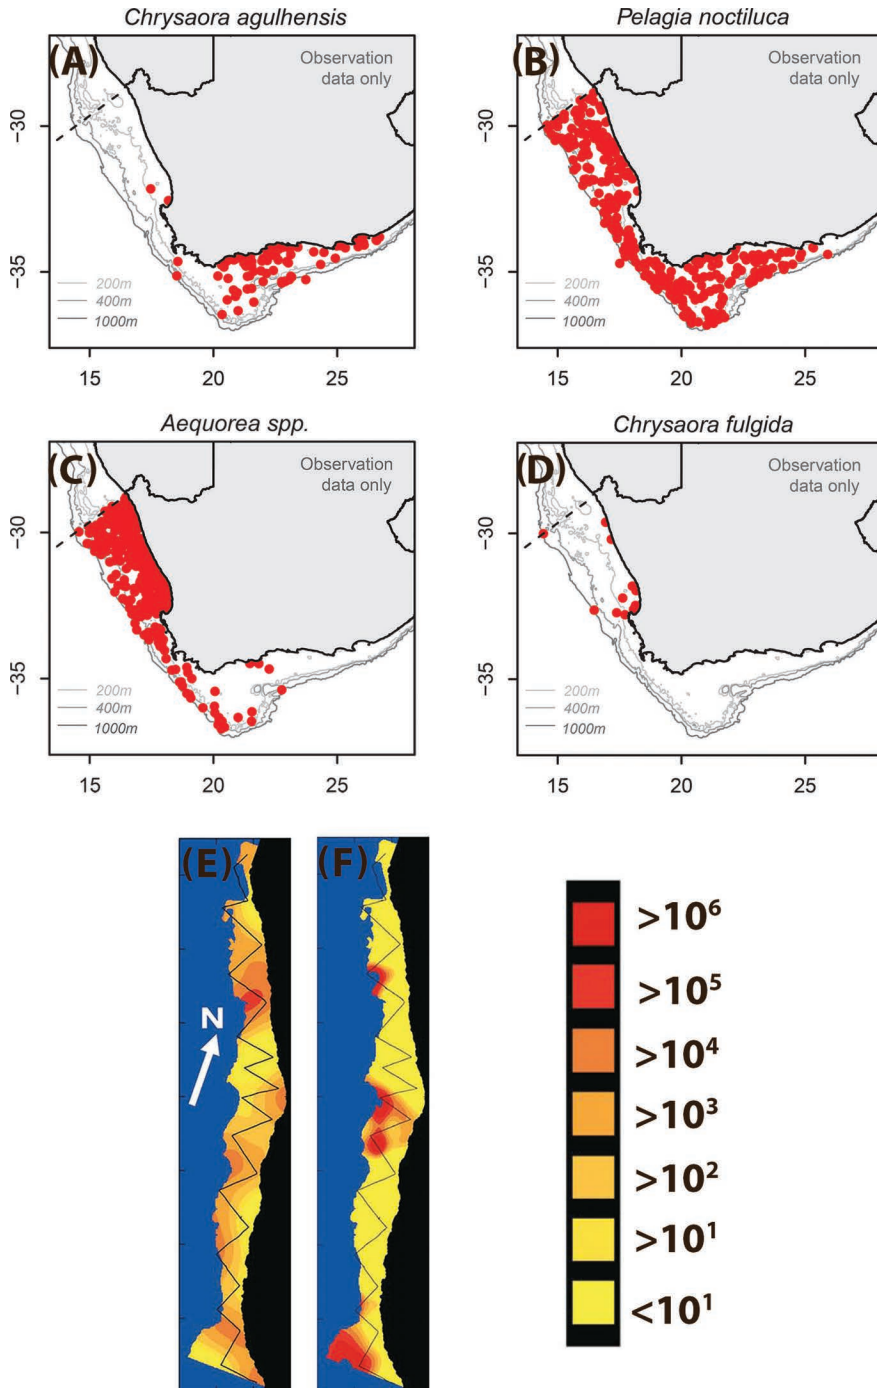 Chrysaora agulhensis
(A)
Observation
data only
−30
−35
200m
400m
1000m
15
20
25
Pelagia noctiluca
(B)
Observation
data only
−30
−35
200m
400m
1000m
15
20
25
Aequorea spp.
(C)
Observation
data only
−30
−35
200m
400m
1000m
15
20
25
Chrysaora fulgida
(D)
Observation
data only
−30
−35
200m
400m
1000m
15
20
25
(E)
N
(F)
>10⁶
>10⁵
>10⁴
>10³
>10²
>10¹
<10¹